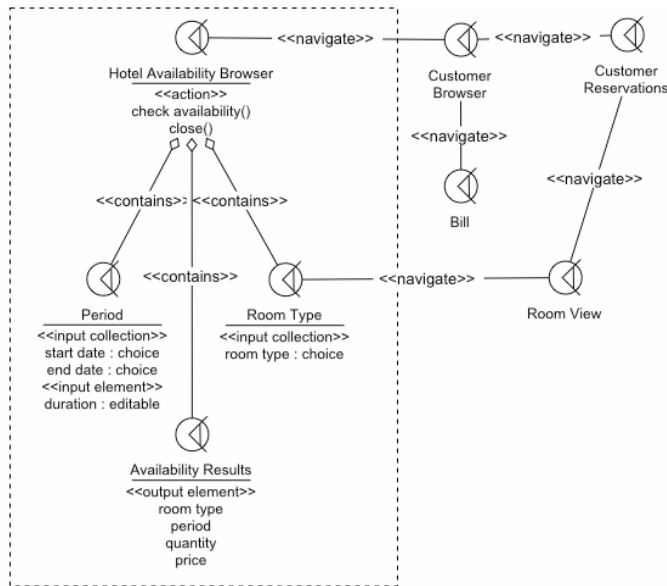 <<navigate>>
<<navigate>>
Hotel Availability Browser
Customer
Browser
Customer
Reservations
<<action>>
check availability()
close()
<<navigate>>
<<navigate>>
<<contains>>
<<contains>>
Bill
<<contains>>
<<navigate>>
Period
Room Type
Room View
<<input collection>>
start date : choice
end date : choice
<<input element>>
duration : editable
<<input collection>>
room type : choice
Availability Results
<<output element>>
room type
period
quantity
price